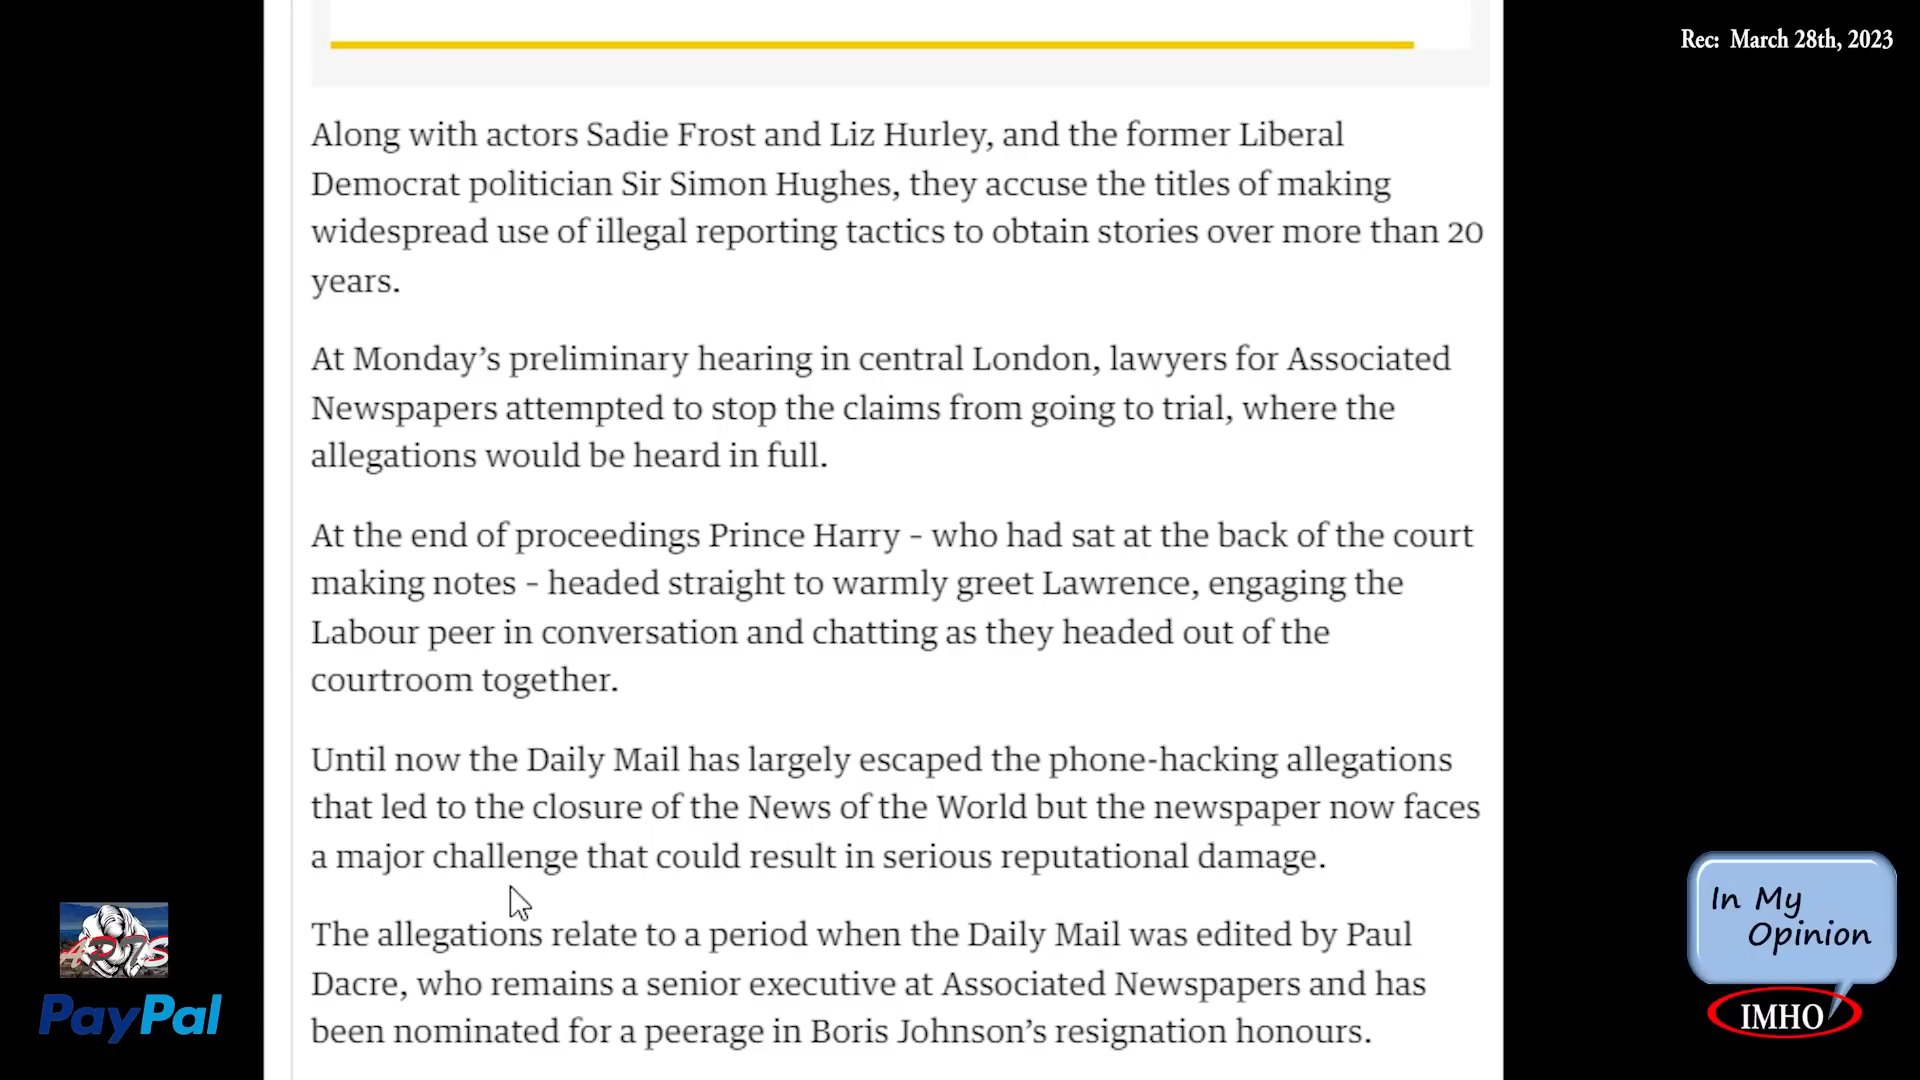 Rec: March 28th, 2023
Along with actors Sadie Frost and Liz Hurley, and the former Liberal
Democrat politician Sir Simon Hughes, they accuse the titles of making
widespread use of illegal reporting tactics to obtain stories over more than 20
years.
At Monday’s preliminary hearing in central London, lawyers for Associated
Newspapers attempted to stop the claims from going to trial, where the
allegations would be heard in full.
At the end of proceedings Prince Harry – who had sat at the back of the court
making notes – headed straight to warmly greet Lawrence, engaging the
Labour peer in conversation and chatting as they headed out of the
courtroom together.
Until now the Daily Mail has largely escaped the phone-hacking allegations
that led to the closure of the News of the World but the newspaper now faces
a major challenge that could result in serious reputational damage.
The allegations relate to a period when the Daily Mail was edited by Paul
Dacre, who remains a senior executive at Associated Newspapers and has
been nominated for a peerage in Boris Johnson’s resignation honours.
PayPal
In My
Opinion
IMHO